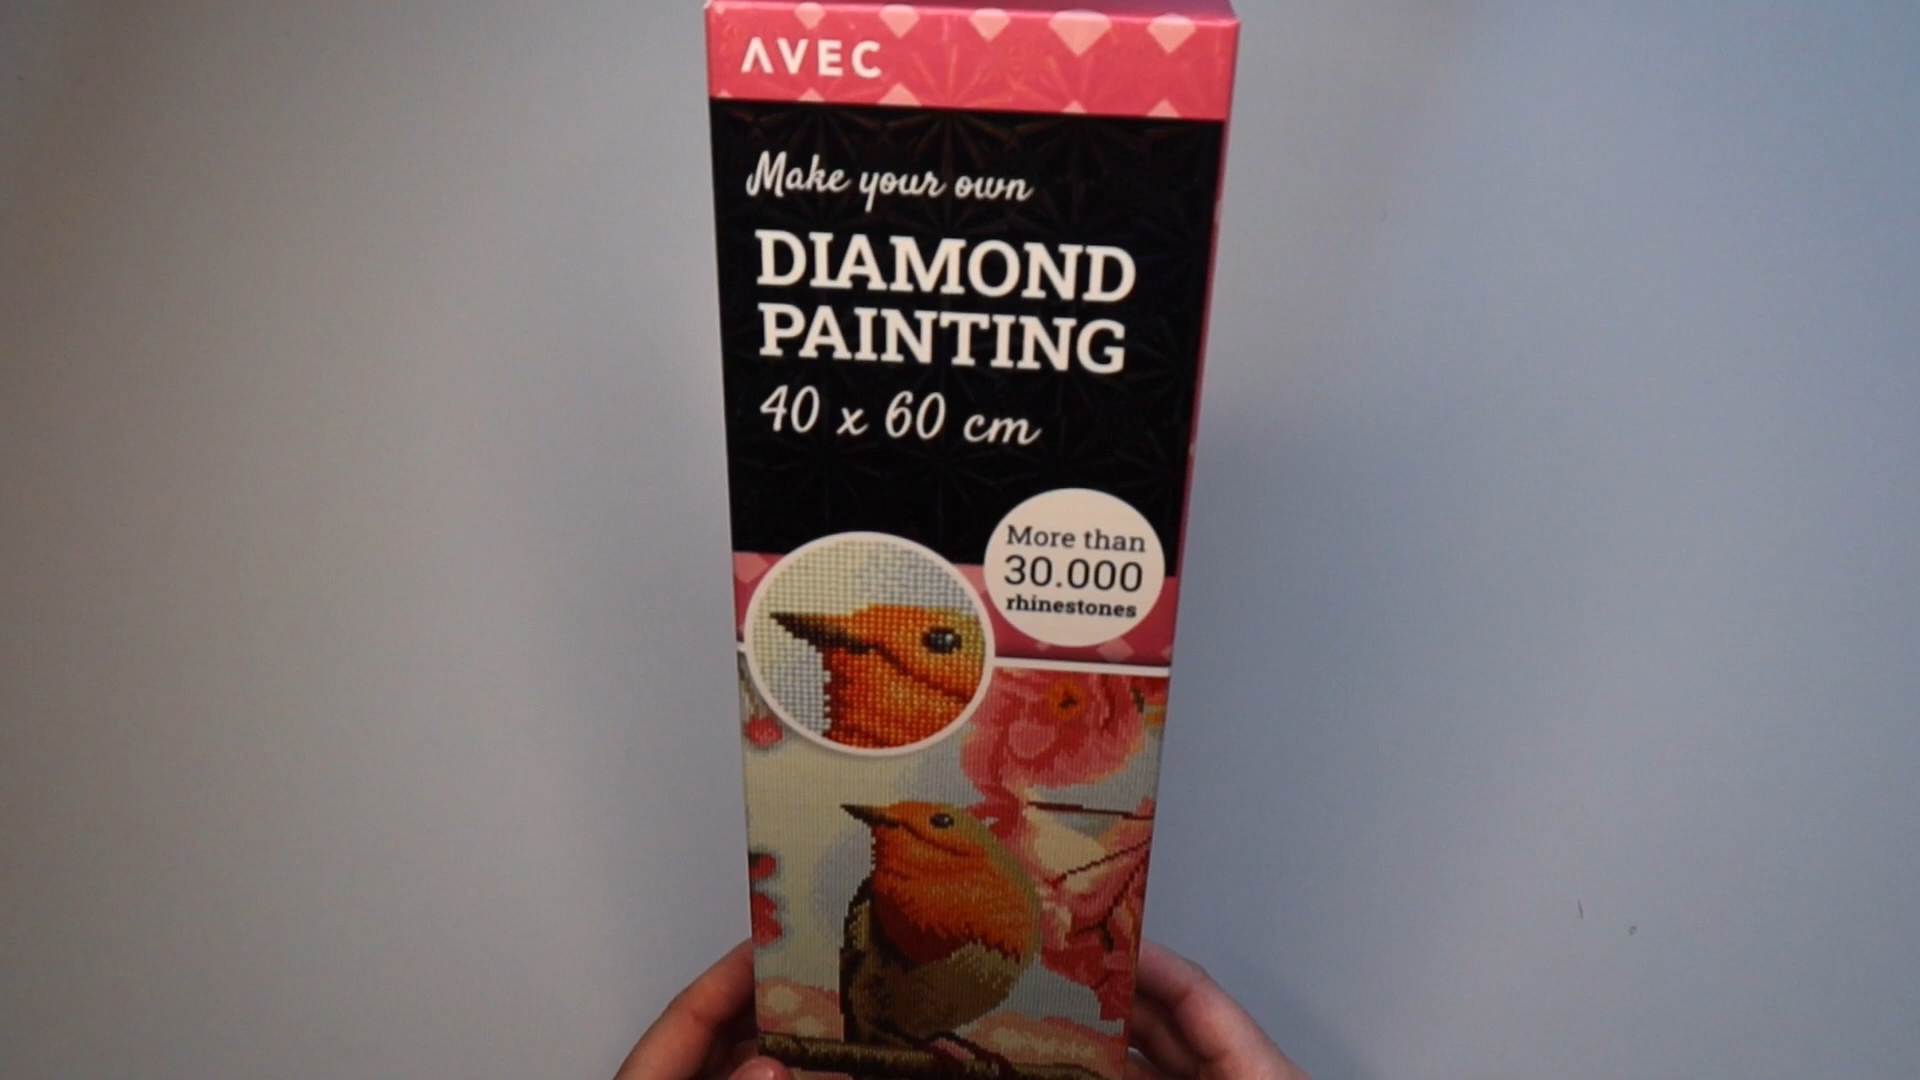 AVEC
Make your own
DIAMOND
PAINTING
40 x 60 cm
More than
30.000
rhinestones